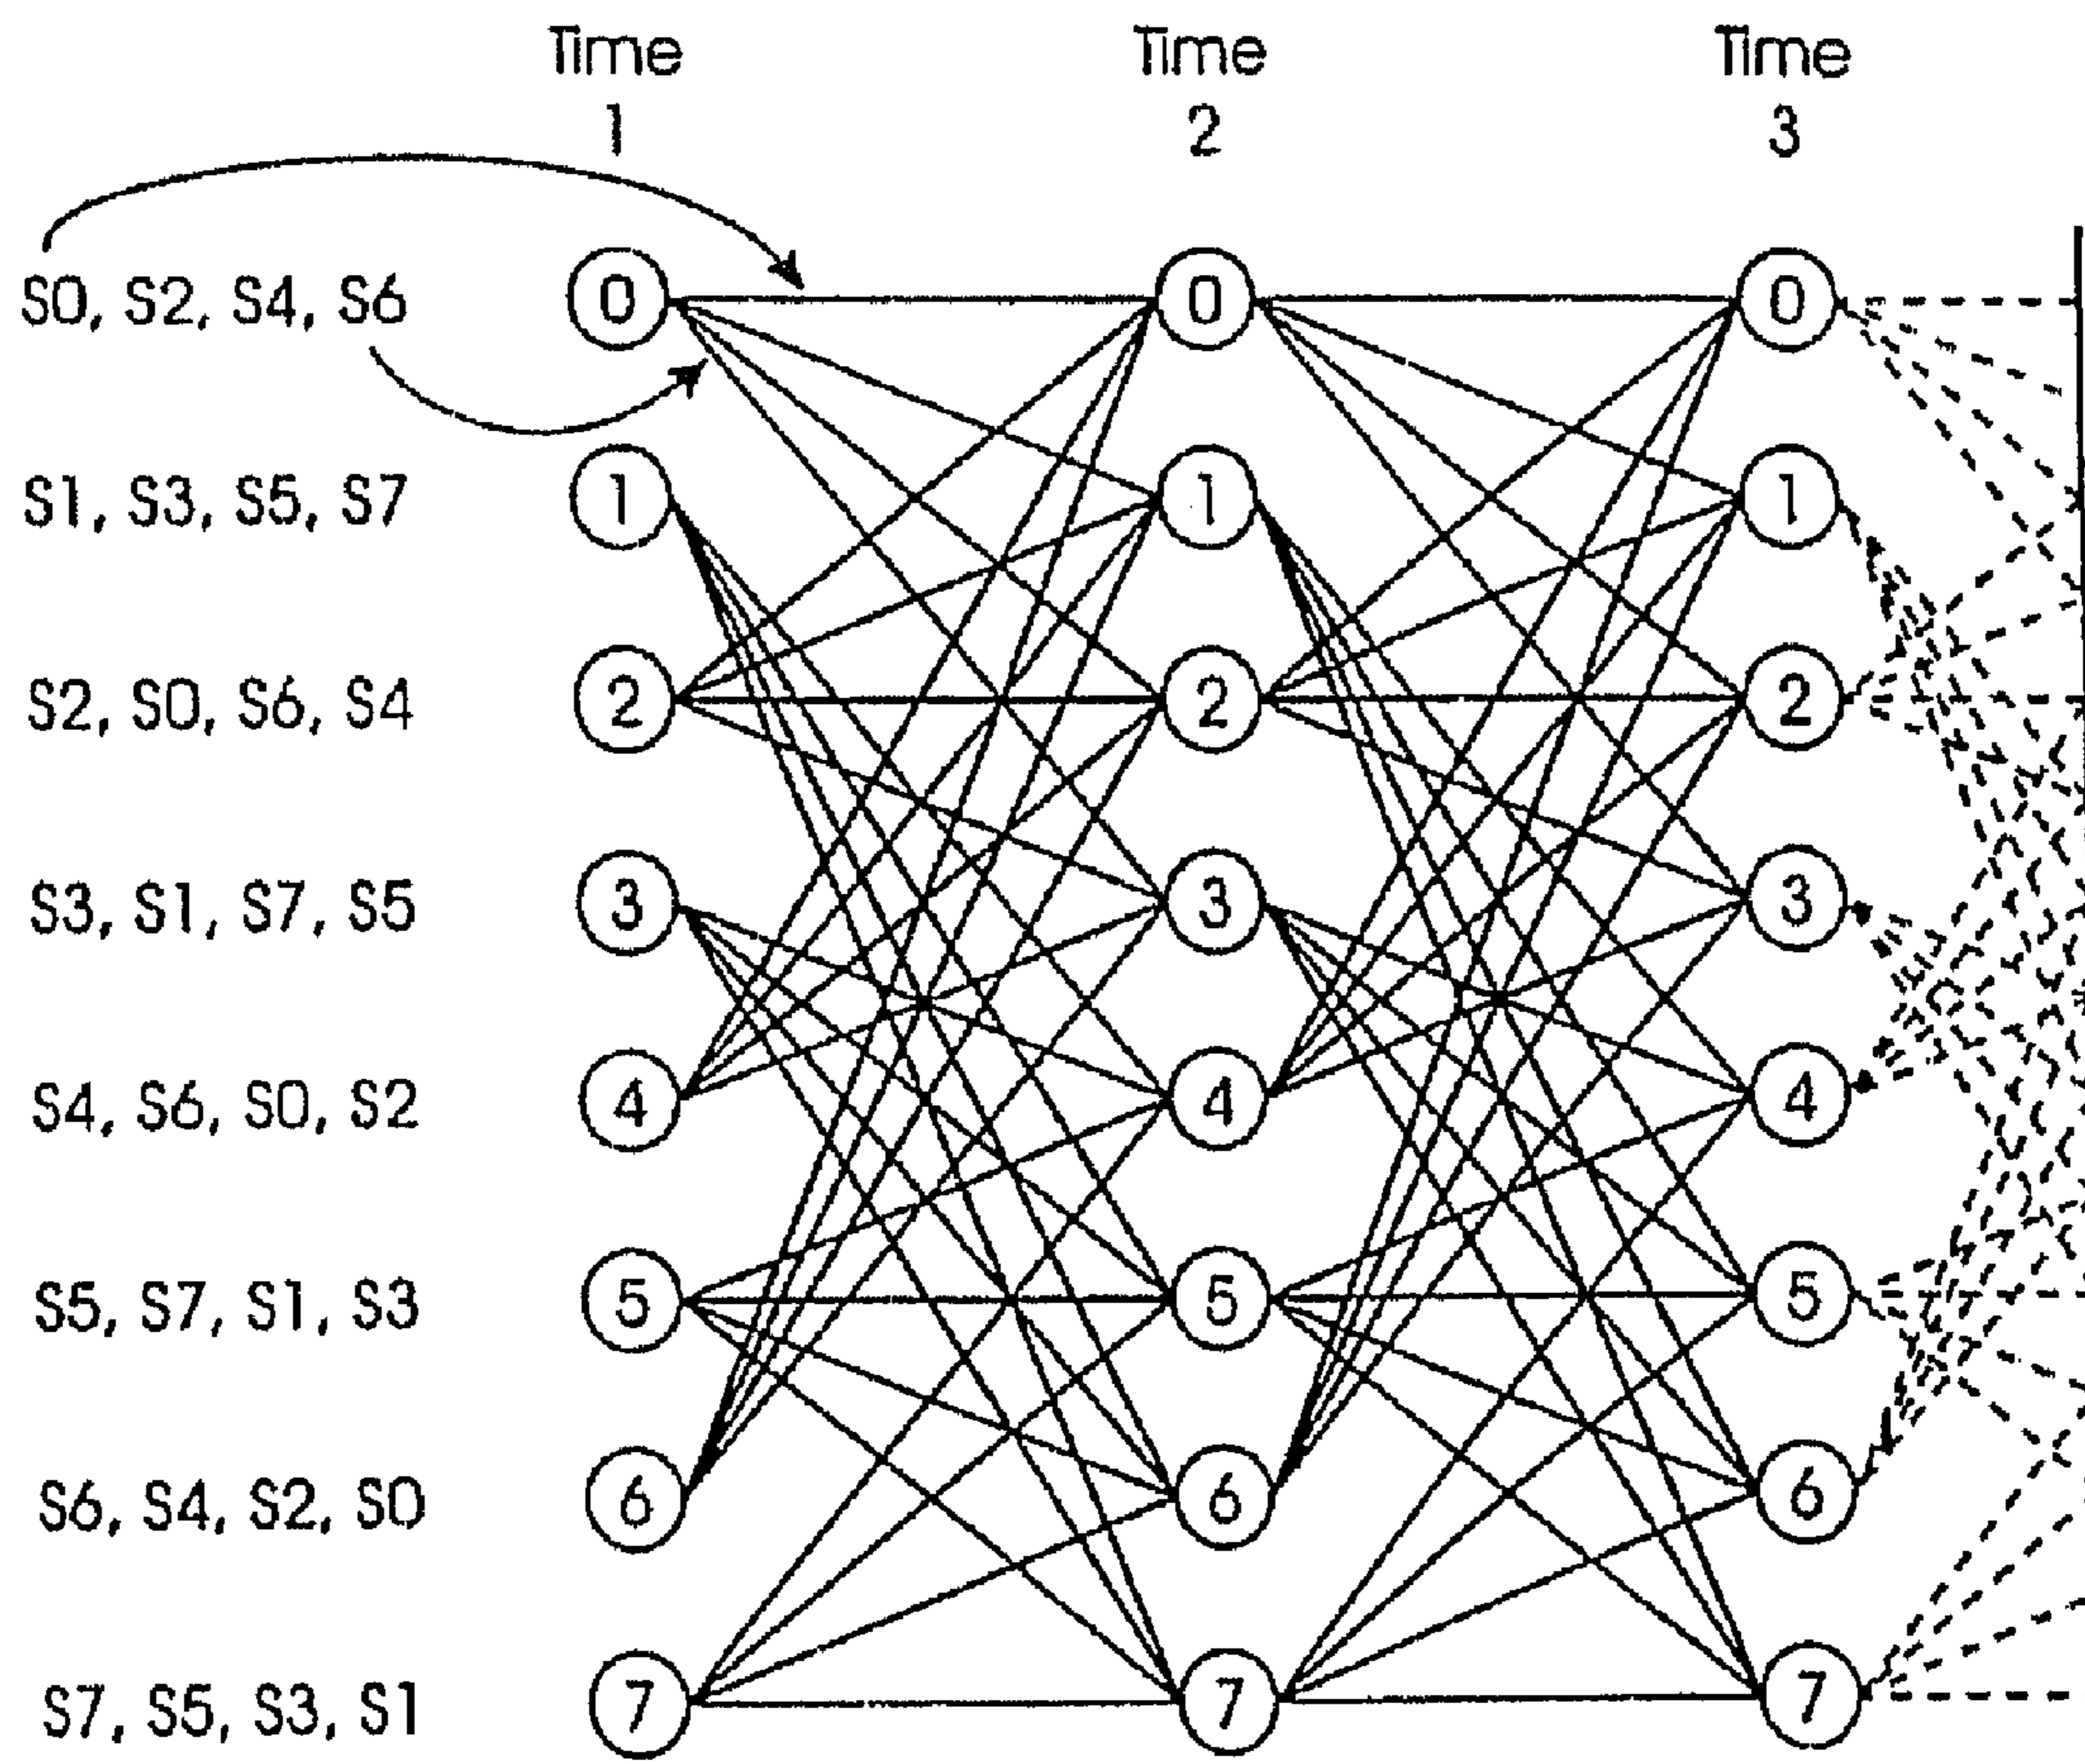 Time Time Time
1 2 3
S0, S2, S4, S6 0 0 0
S1, S3, S5, S7 1 1 1
S2, S0, S6, S4 2 2 2
S3, S1, S7, S5 3 3 3
S4, S6, S0, S2 4 4 4
S5, S7, S1, S3 5 5 5
S6, S4, S2, S0 6 6 6
S7, S5, S3, S1 7 7 7